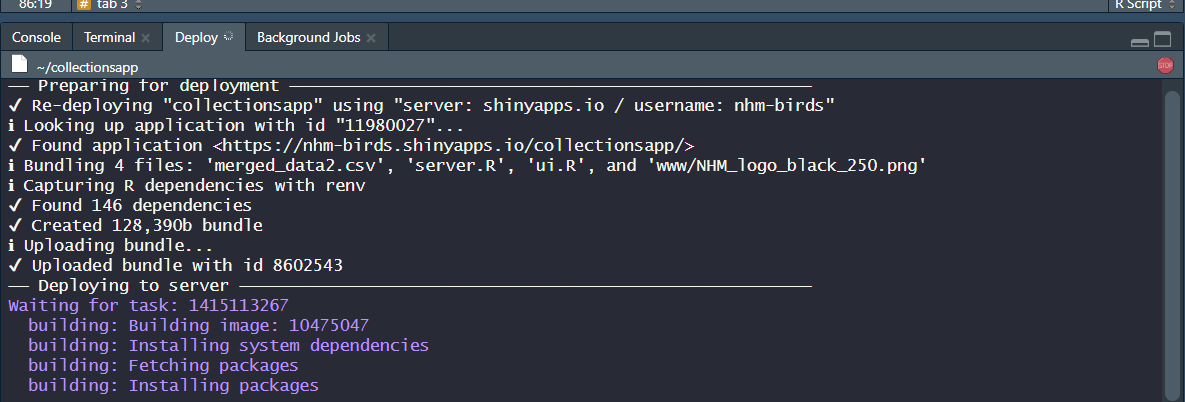 86:19 # tab 3 R Script
Console Terminal Deploy Background Jobs
~/collectionsapp STOP
── Preparing for deployment ──────────────────────────
✔ Re-deploying "collectionsapp" using "server: shinyapps.io / username: nhm-birds"
ℹ Looking up application with id "11980027"...
✔ Found application <https://nhm-birds.shinyapps.io/collectionsapp/>
ℹ Bundling 4 files: 'merged_data2.csv', 'server.R', 'ui.R', and 'www/NHM_logo_black_250.png'
ℹ Capturing R dependencies with renv
✔ Found 146 dependencies
✔ Created 128,390b bundle
ℹ Uploading bundle...
✔ Uploaded bundle with id 8602543
── Deploying to server ──────────────────────────
Waiting for task: 1415113267
building: Building image: 10475047
building: Installing system dependencies
building: Fetching packages
building: Installing packages